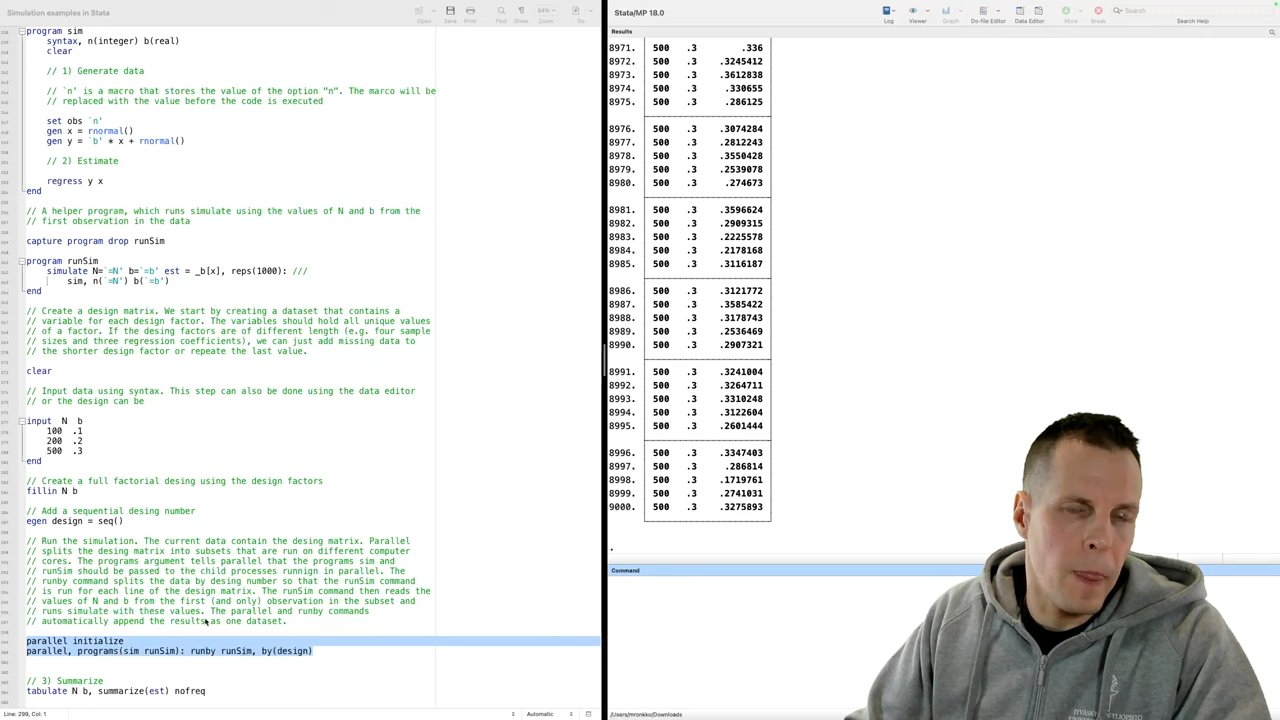 Simulation examples in Stata
Open
Save
Print
Find
Show
84%
Zoom
Do
program sim
syntax, n(integer) b(real)
clear
// 1) Generate data
// `n' is a macro that stores the value of the option "n". The marco will be
// replaced with the value before the code is executed
set obs `n'
gen x = rnormal()
gen y = `b' * x + rnormal()
// 2) Estimate
regress y x
end
// A helper program, which runs simulate using the values of N and b from the
// first observation in the data
capture program drop runSim
program runSim
simulate N=`=N' b=`=b' est = _b[x], reps(1000): ///
sim, n(`=N') b(`=b')
end
// Create a design matrix. We start by creating a dataset that contains a
// variable for each design factor. The variables should hold all unique values
// of a factor. If the desing factors are of different length (e.g. four sample
// sizes and three regression coefficients), we can just add missing data to
// the shorter design factor or repeat the last value.
clear
// Input data using syntax. This step can also be done using the data editor
// or the design can be
input N b
100 .1
200 .2
500 .3
end
// Create a full factorial desing using the design factors
fillin N b
// Add a sequential desing number
egen design = seq()
// Run the simulation. The current data contain the desing matrix. Parallel
// splits the desing matrix into subsets that are run on different computer
// cores. The programs argument tells parallel that the programs sim and
// runSim should be passed to the child processes runnign in parallel. The
// runby command splits the data by desing number so that the runSim command
// is run for each line of the design matrix. The runSim command then reads the
// values of N and b from the first (and only) observation in the subset and
// runs simulate with these values. The parallel and runby commands
// automatically append the results as one dataset.
parallel initialize
parallel, programs(sim runSim): runby runSim, by(design)
// 3) Summarize
tabulate N b, summarize(est) nofreq
Line: 299, Col: 1
Automatic
Stata/MP 18.0
Log
Viewer
Graph
Do-file Editor
Data Editor
More
Break
Search
Search Help
Results
8971. 500 .3 .336
8972. 500 .3 .3245412
8973. 500 .3 .3612838
8974. 500 .3 .330655
8975. 500 .3 .286125
8976. 500 .3 .3074284
8977. 500 .3 .2812243
8978. 500 .3 .3550428
8979. 500 .3 .2539078
8980. 500 .3 .274673
8981. 500 .3 .3596624
8982. 500 .3 .2909315
8983. 500 .3 .2225578
8984. 500 .3 .2178168
8985. 500 .3 .3116187
8986. 500 .3 .3121772
8987. 500 .3 .3585422
8988. 500 .3 .3178743
8989. 500 .3 .2536469
8990. 500 .3 .2907321
8991. 500 .3 .3241004
8992. 500 .3 .3264711
8993. 500 .3 .3310248
8994. 500 .3 .3122604
8995. 500 .3 .2601444
8996. 500 .3 .3347403
8997. 500 .3 .286814
8998. 500 .3 .1719761
8999. 500 .3 .2741031
9000. 500 .3 .3275893
.
Command
/Users/mronkko/Downloads